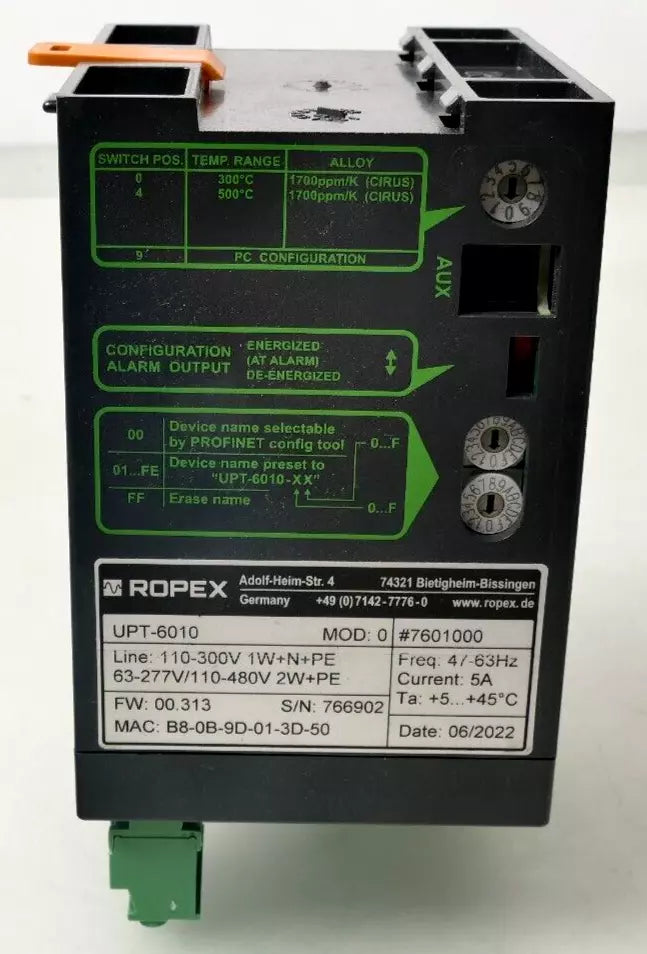 SWITCH POS. TEMP. RANGE ALLOY
0 300°C 1700ppm/K (CIRUS)
4 500°C 1700ppm/K (CIRUS)
9 PC CONFIGURATION
AUX
CONFIGURATION ALARM OUTPUT
ENERGIZED
(AT ALARM)
DE-ENERGIZED
00 Device name selectable
by PROFINET config tool 0...F
01...FE Device name preset to
"UPT-6010-XX"
FF Erase name 0...F
ROPEX Adolf-Heim-Str. 4 74321 Bietigheim-Bissingen
Germany +49 (0)7142-7776-0 www.ropex.de
UPT-6010 MOD: 0 #7601000
Line: 110-300V 1W+N+PE Freq: 47-63Hz
63-277V/110-480V 2W+PE Current: 5A
Ta: +5...+45°C
FW: 00.313 S/N: 766902
MAC: B8-0B-9D-01-3D-50 Date: 06/2022